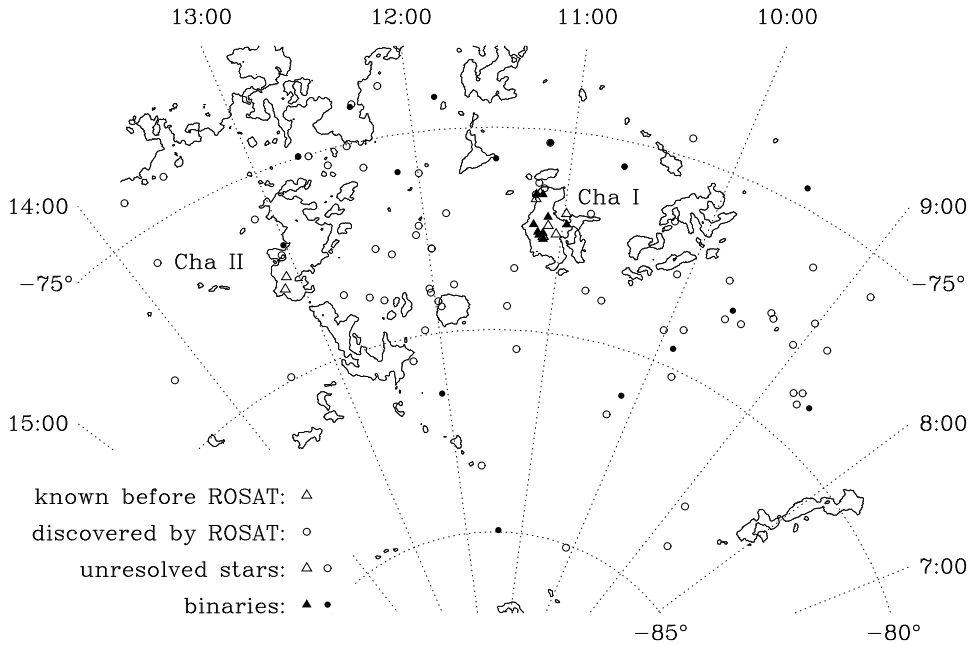 13:00 12:00 11:00 10:00
Cha I
14:00 9:00
Cha II
−75° −75°
15:00 8:00
known before ROSAT:
discovered by ROSAT:
unresolved stars:
7:00
binaries:
−85° −80°